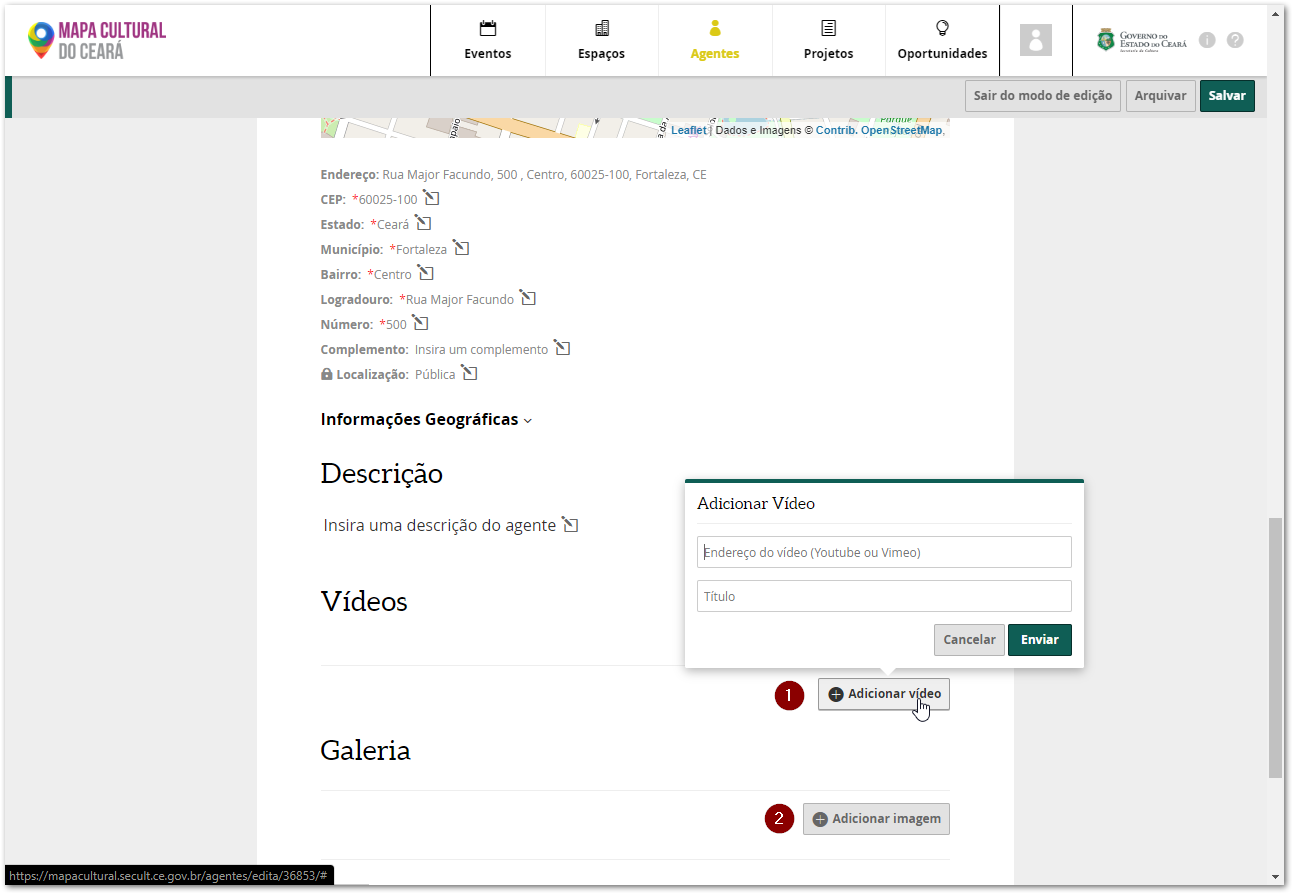 MAPA CULTURAL
DO CEARÁ
Eventos
Espaços
Agentes
Projetos
Oportunidades
GOVERNO DO
ESTADO DO CEARÁ
Secretaria da Cultura
Sair do modo de edição
Arquivar
Salvar
Leaflet | Dados e Imagens © Contrib. OpenStreetMap,
Endereço: Rua Major Facundo, 500 , Centro, 60025-100, Fortaleza, CE
CEP: *60025-100
Estado: *Ceará
Município: *Fortaleza
Bairro: *Centro
Logradouro: *Rua Major Facundo
Número: *500
Complemento: Insira um complemento
Localização: Pública
Informações Geográficas
Descrição
Insira uma descrição do agente
Adicionar Vídeo
Endereço do vídeo (Youtube ou Vimeo)
Título
Cancelar
Enviar
Vídeos
1
Adicionar vídeo
Galeria
2
Adicionar imagem
https://mapacultural.secult.ce.gov.br/agentes/edita/36853/#